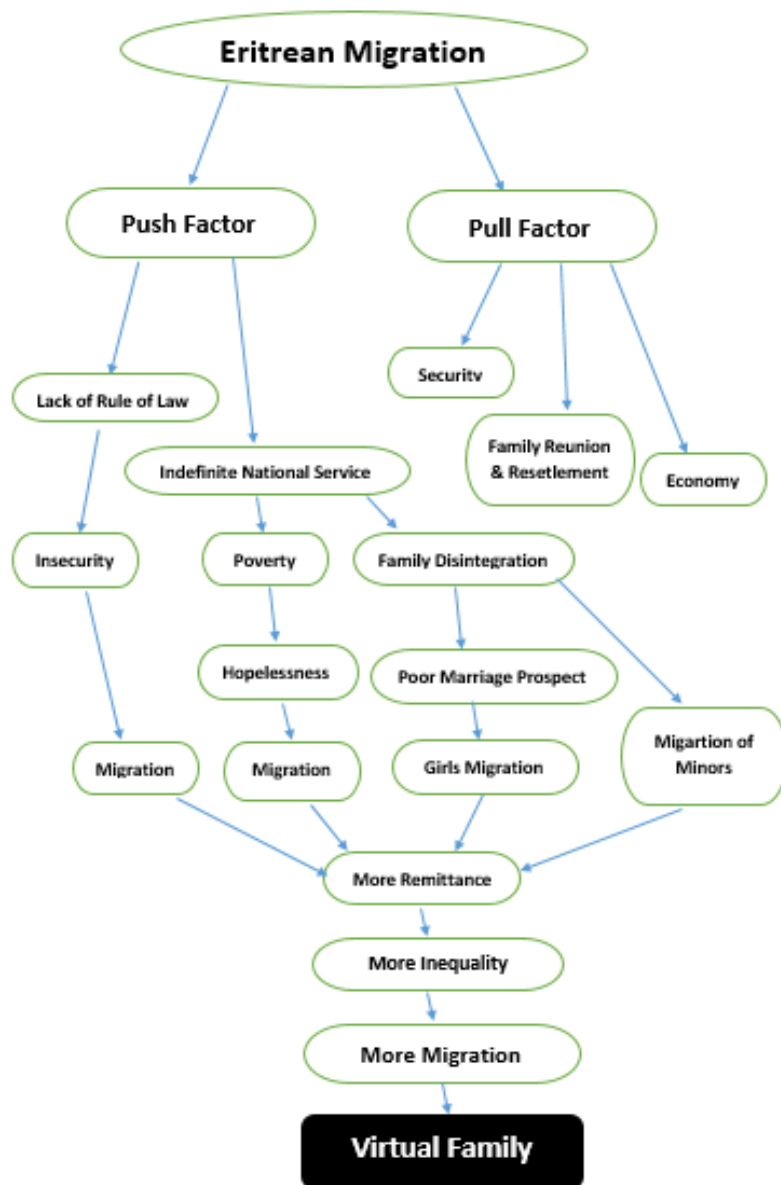 Eritrean Migration
Push Factor
Pull Factor
Security
Lack of Rule of Law
Family Reunion
& Resetlement
Economy
Indefinite National Service
Insecurity
Poverty
Family Disintegration
Hopelessness
Poor Marriage Prospect
Migration
Migration
Girls Migration
Migartion of
Minors
More Remittance
More Inequality
More Migration
Virtual Family